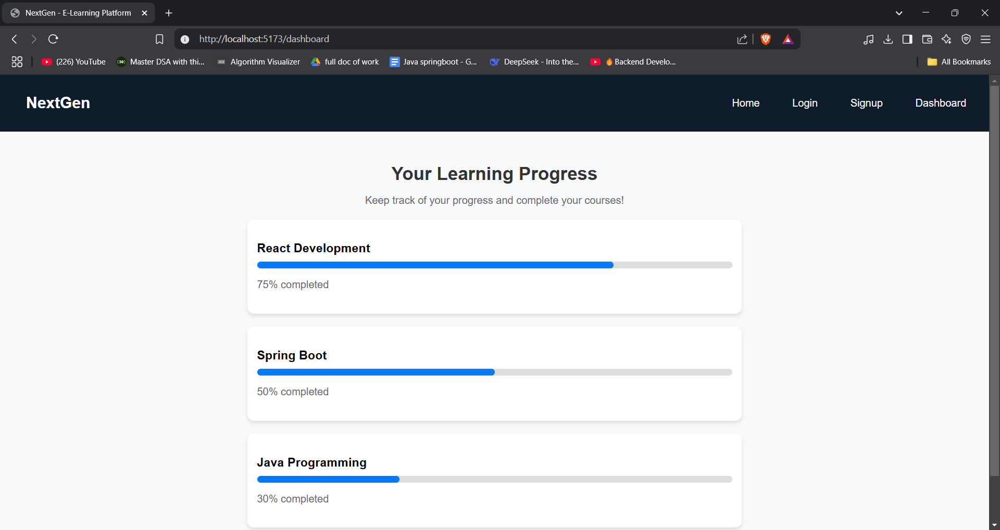 NextGen - E-Learning Platform
http://localhost:5173/dashboard
(226) YouTube
Master DSA with thi...
Algorithm Visualizer
full doc of work
Java springboot - G...
DeepSeek - Into the...
Backend Develo...
All Bookmarks
NextGen
Home
Login
Signup
Dashboard
Your Learning Progress
Keep track of your progress and complete your courses!
React Development
75% completed
Spring Boot
50% completed
Java Programming
30% completed